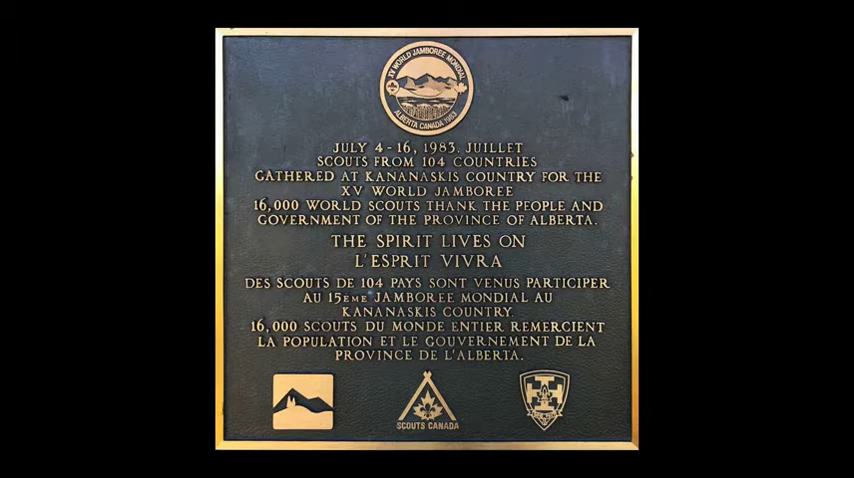 XV WORLD JAMBOREE MONDIAL
ALBERTA CANADA 1983
JULY 4-16, 1983. JUILLET
SCOUTS FROM 104 COUNTRIES
GATHERED AT KANANASKIS COUNTRY FOR THE
XV WORLD JAMBOREE
16,000 WORLD SCOUTS THANK THE PEOPLE AND
GOVERNMENT OF THE PROVINCE OF ALBERTA.
THE SPIRIT LIVES ON
L'ESPRIT VIVRA
DES SCOUTS DE 104 PAYS SONT VENUS PARTICIPER
AU 15EME JAMBOREE MONDIAL AU
KANANASKIS COUNTRY.
16,000 SCOUTS DU MONDE ENTIER REMERCIENT
LA POPULATION ET LE GOUVERNEMENT DE LA
PROVINCE DE L'ALBERTA.
SCOUTS CANADA